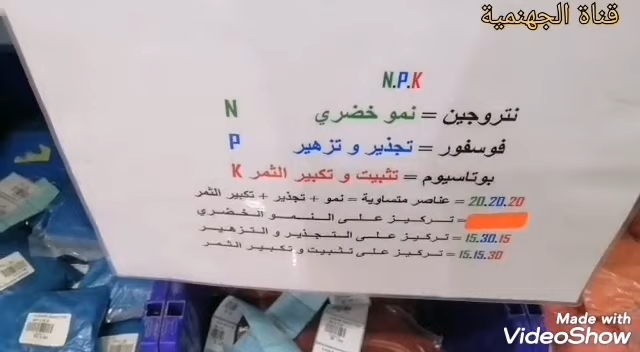 قناة الجهنمية
N.P.K
نتروجين = نمو خضري N
فوسفور = تجذير و تزهير P
بوتاسيوم = تثبيت و تكبير الثمر K
20.20.20 = عناصر متساوية = نمو + تجذير + تكبير الثمر
= تركيز على النمو الخضري
15.30.15 = تركيز على التجذير و التزهير
15.15.30 = تركيز على تثبيت و تكبير الثمر
Made with
VideoShow